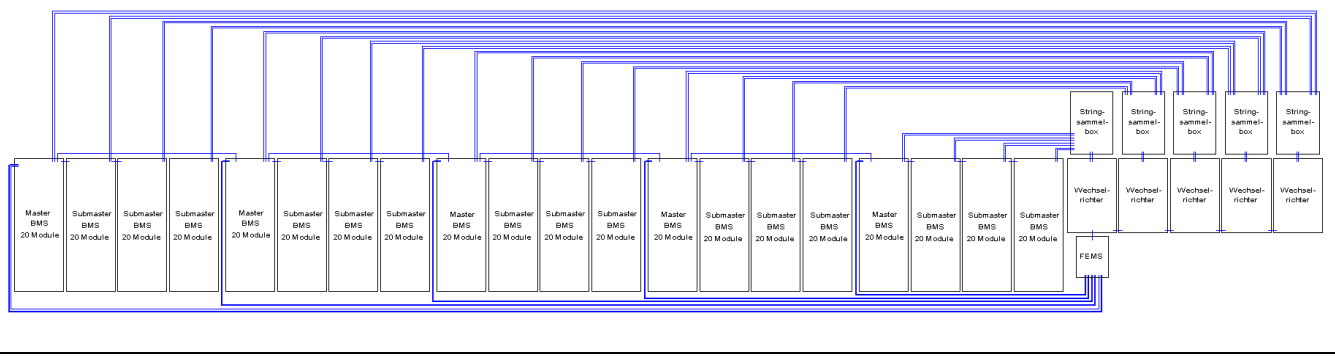 String-
sammel-
box
String-
sammel-
box
String-
sammel-
box
String-
sammel-
box
String-
sammel-
box
Master
BMS
20 Module
Submaster
BMS
20 Module
Submaster
BMS
20 Module
Submaster
BMS
20 Module
Master
BMS
20 Module
Submaster
BMS
20 Module
Submaster
BMS
20 Module
Submaster
BMS
20 Module
Master
BMS
20 Module
Submaster
BMS
20 Module
Submaster
BMS
20 Module
Submaster
BMS
20 Module
Master
BMS
20 Module
Submaster
BMS
20 Module
Submaster
BMS
20 Module
Submaster
BMS
20 Module
Master
BMS
20 Module
Submaster
BMS
20 Module
Submaster
BMS
20 Module
Submaster
BMS
20 Module
Wechsel-
richter
Wechsel-
richter
Wechsel-
richter
Wechsel-
richter
Wechsel-
richter
FEMS